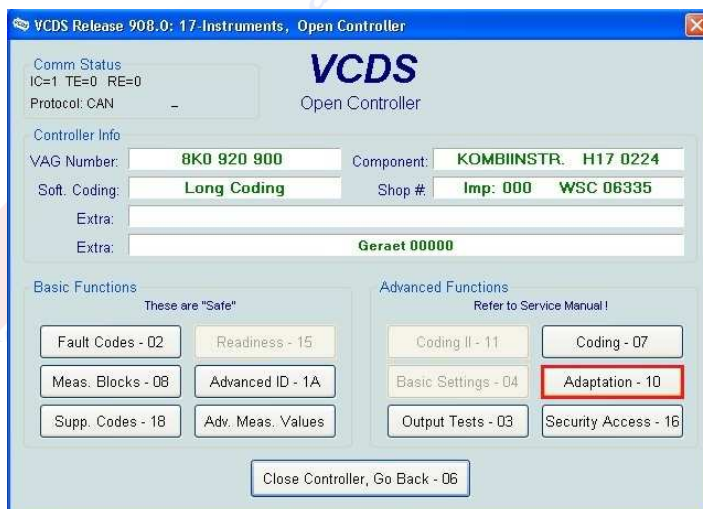 VCDS Release 908.0: 17-Instruments, Open Controller
Comm Status
IC=1 TE=0 RE=0
Protocol: CAN
VCDS
Open Controller
Controller Info
VAG Number: 8K0 920 900 Component: KOMBIINSTR. H17 0224
Soft. Coding: Long Coding Shop #: Imp: 000 WSC 06335
Extra:
Extra: Geraet 00000
Basic Functions
These are "Safe"
Fault Codes - 02 Readiness - 15
Meas. Blocks - 08 Advanced ID - 1A
Supp. Codes - 18 Adv. Meas. Values
Advanced Functions
Refer to Service Manual !
Coding II - 11 Coding - 07
Basic Settings - 04 Adaptation - 10
Output Tests - 03 Security Access - 16
Close Controller, Go Back - 06